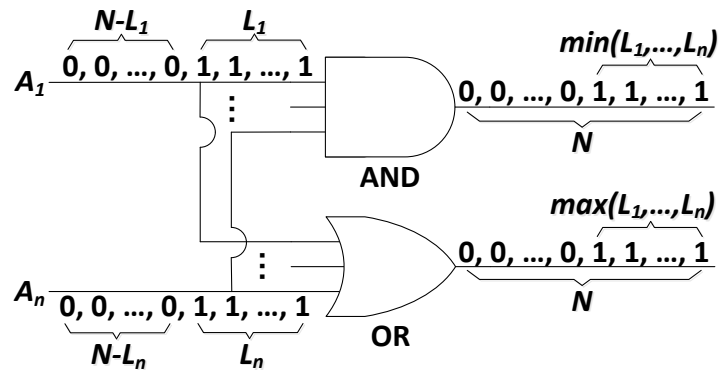 N-L1 L1 min(L1,...,Ln)
A1 0, 0, ..., 0, 1, 1, ..., 1 0, 0, ..., 0, 1, 1, ..., 1
...
N
AND
max(L1,...,Ln)
0, 0, ..., 0, 1, 1, ..., 1
...
An
0, 0, ..., 0, 1, 1, ..., 1 N
N-Ln Ln OR